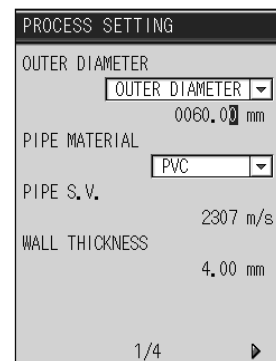 PROCESS SETTING
OUTER DIAMETER
OUTER DIAMETER
0060.00 mm
PIPE MATERIAL
PVC
PIPE S.V.
2307 m/s
WALL THICKNESS
4.00 mm
1/4